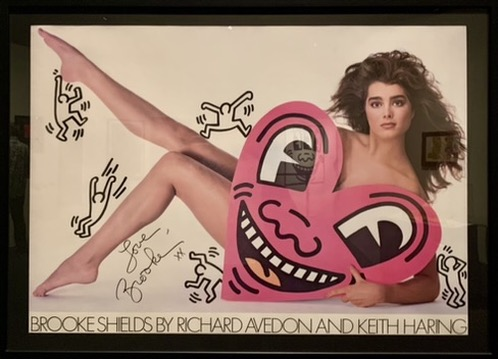 Love,
Brooke
xx
BROOKE SHIELDS BY RICHARD AVEDON AND KEITH HARING